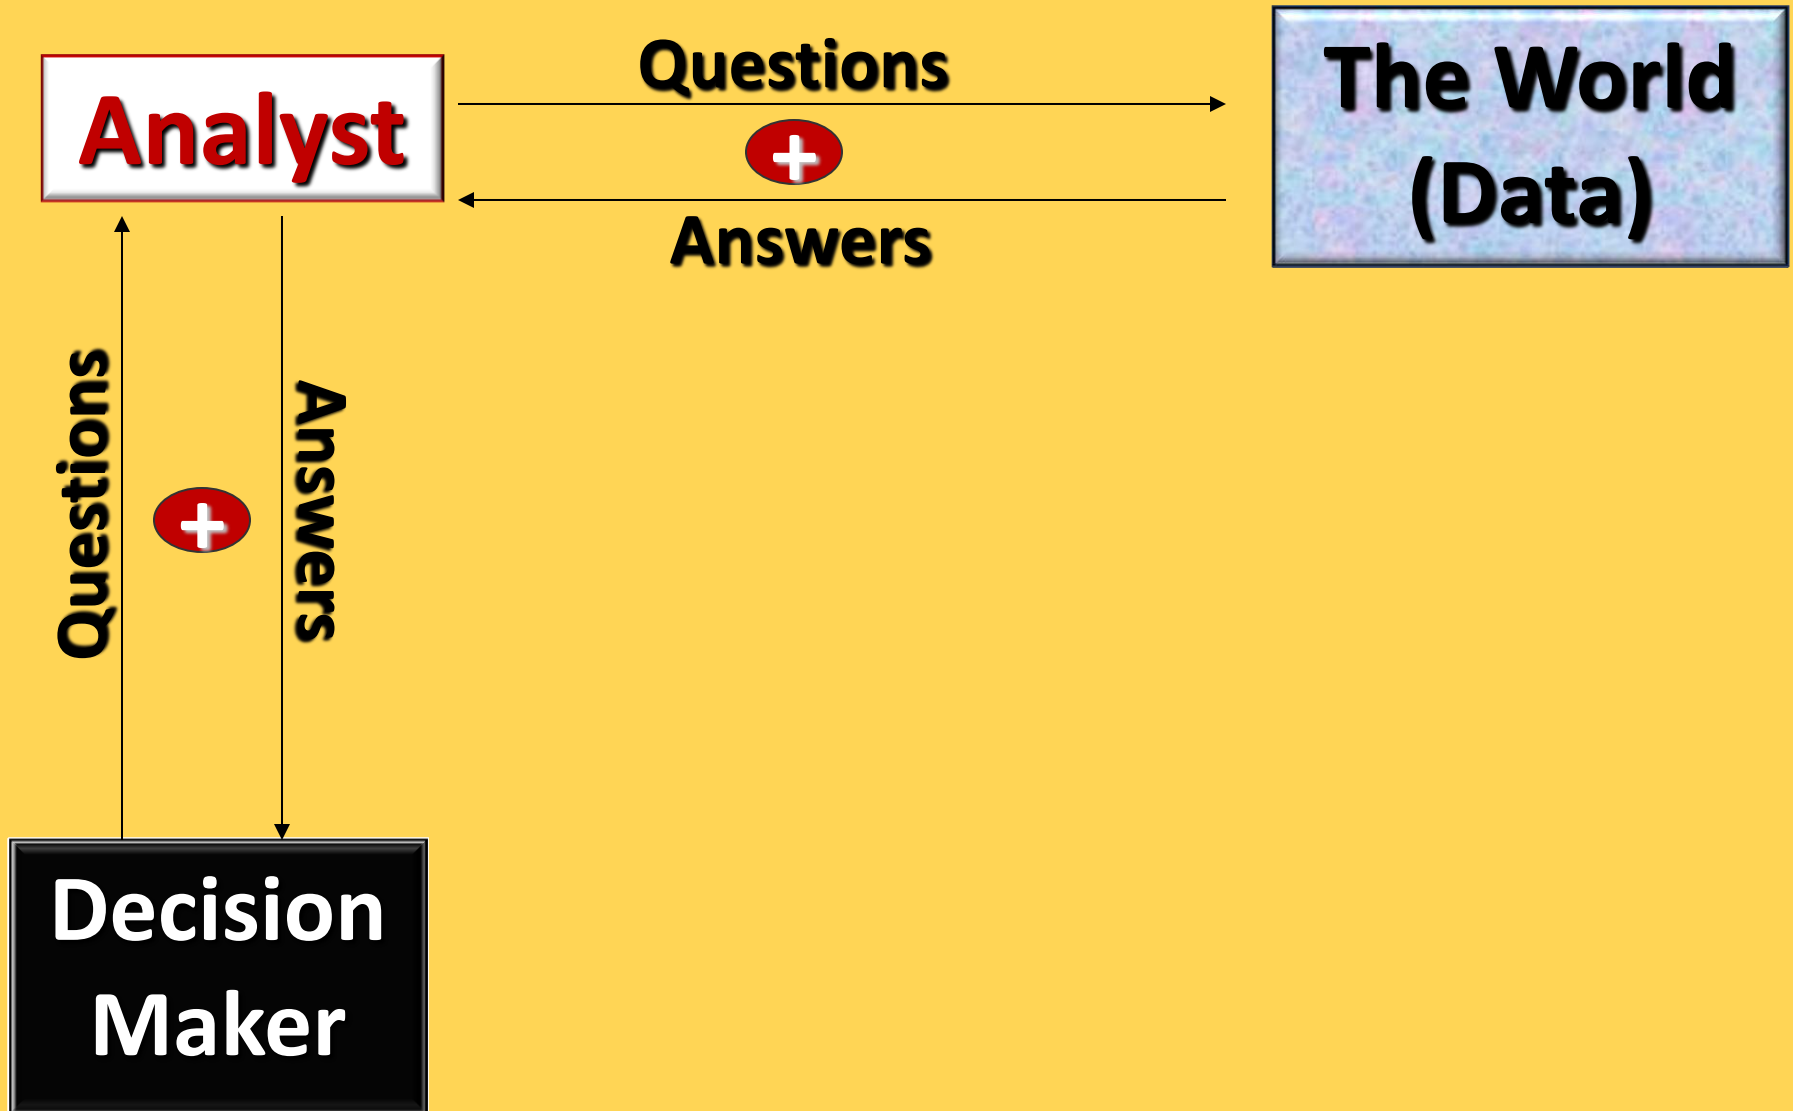 Analyst
Questions
+
Answers
The World
(Data)
Questions
+
Answers
Decision
Maker